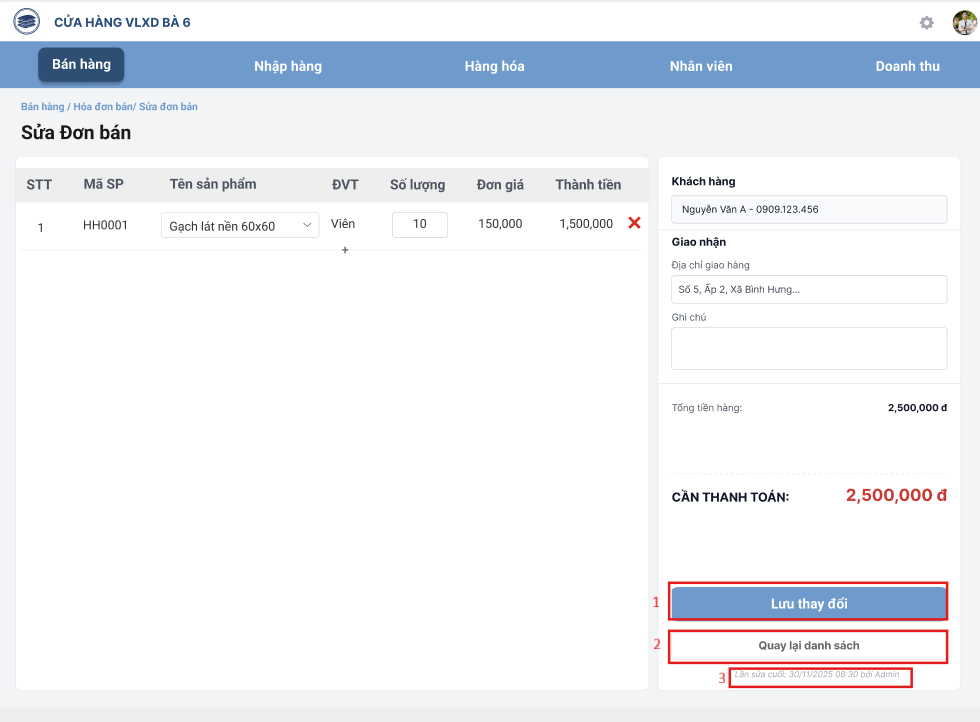 CỬA HÀNG VLXD BÀ 6
Bán hàng
Nhập hàng
Hàng hóa
Nhân viên
Doanh thu
Bán hàng / Hóa đơn bán/ Sửa đơn bán
Sửa Đơn bán
STT Mã SP Tên sản phẩm ĐVT Số lượng Đơn giá Thành tiền
1 HH0001 Gạch lát nền 60x60 Viên 10 150,000 1,500,000
+
Khách hàng
Nguyễn Văn A - 0909.123.456
Giao nhận
Địa chỉ giao hàng
Số 5, Ấp 2, Xã Bình Hưng...
Ghi chú
Tổng tiền hàng: 2,500,000 đ
CẦN THANH TOÁN: 2,500,000 đ
1 Lưu thay đổi
2 Quay lại danh sách
3 Lần sửa cuối: 30/11/2025 08:30 bởi Admin